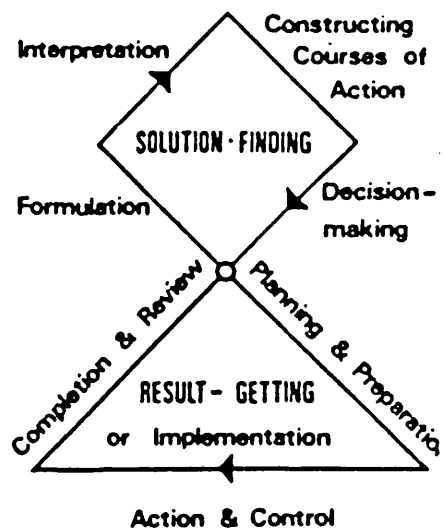 Interpretation
Constructing
Courses of
Action
SOLUTION-FINDING
Formulation
Decision-
making
Completion & Review
Planning & Preparation
RESULT-GETTING
or Implementation
Action & Control